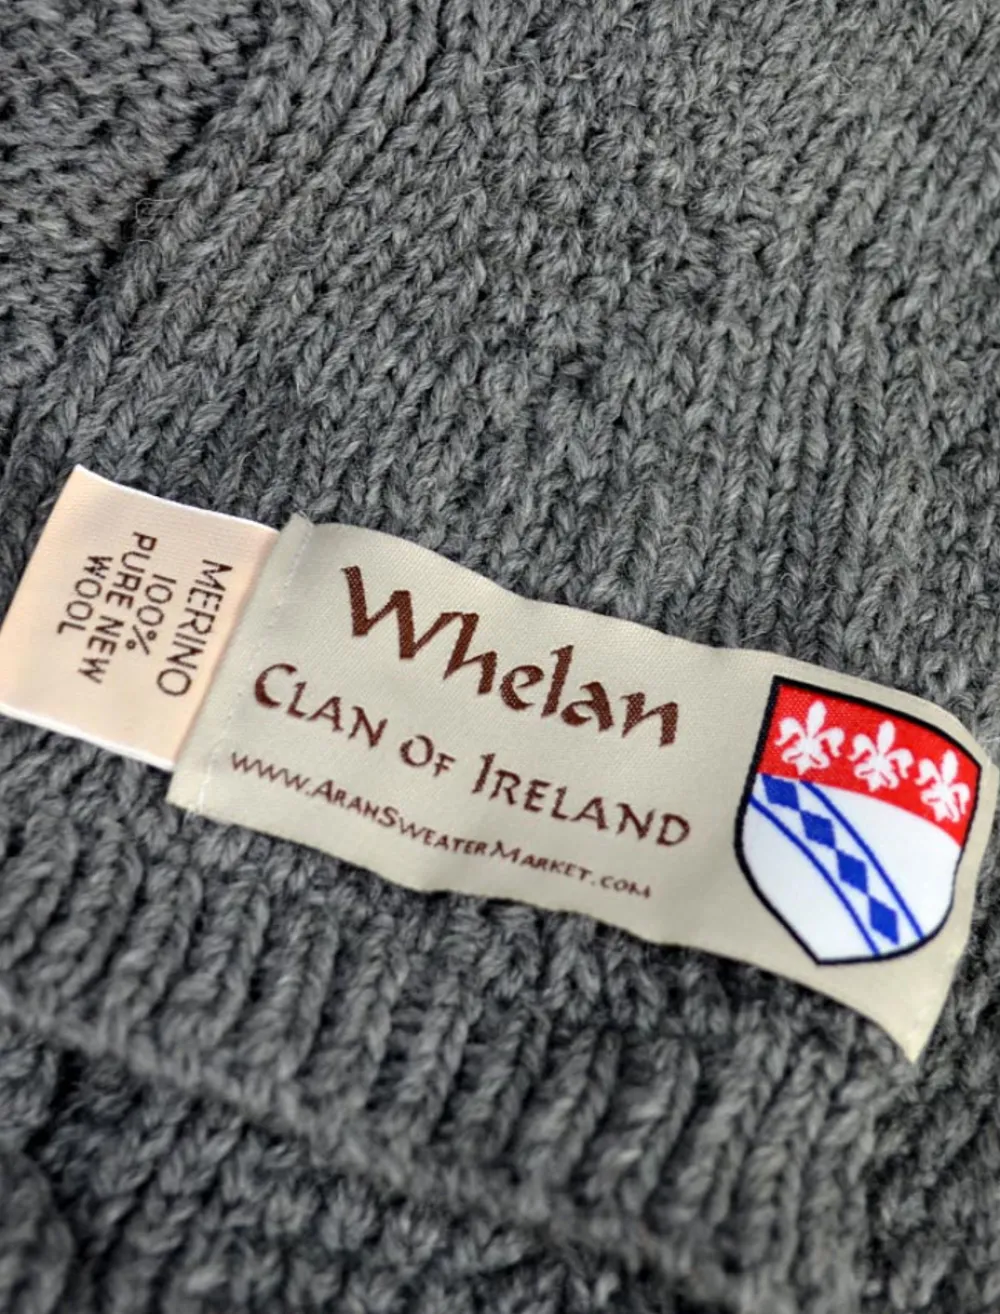 MERINO
100%
PURE NEW
WOOL
Whelan
CLAN OF IRELAND
WWW.ARANSWEATERMARKET.COM